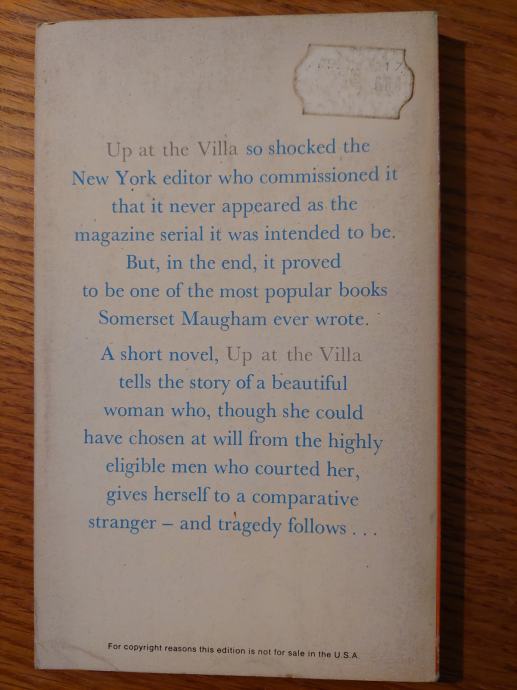 Up at the Villa so shocked the
New York editor who commissioned it
that it never appeared as the
magazine serial it was intended to be.
But, in the end, it proved
to be one of the most popular books
Somerset Maugham ever wrote.
A short novel, Up at the Villa
tells the story of a beautiful
woman who, though she could
have chosen at will from the highly
eligible men who courted her,
gives herself to a comparative
stranger – and tragedy follows . . .
For copyright reasons this edition is not for sale in the U.S.A.